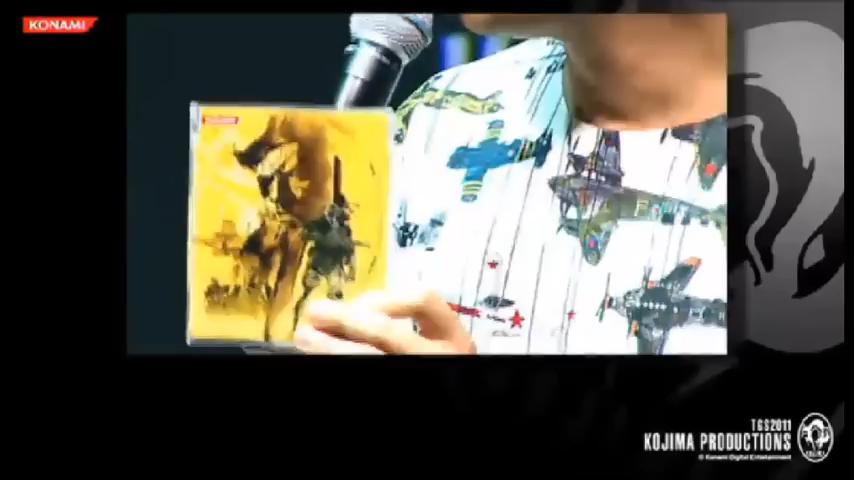 KONAMI
TGS2011
KOJIMA PRODUCTIONS
© Konami Digital Entertainment